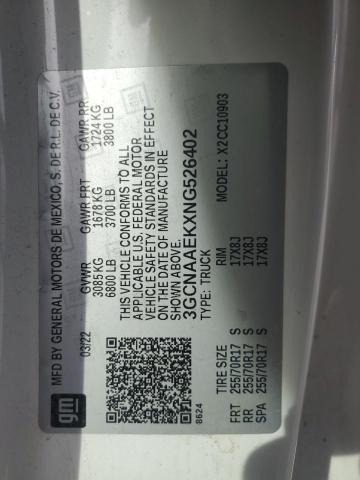 gm
MFD BY GENERAL MOTORS DE MEXICO, S. DE R.L. DE C.V.
03/22 GVWR GAWR FRT GAWR RR
3085 KG 1678 KG 1724 KG
6800 LB 3700 LB 3800 LB
THIS VEHICLE CONFORMS TO ALL
APPLICABLE U.S. FEDERAL MOTOR
VEHICLE SAFETY STANDARDS IN EFFECT
ON THE DATE OF MANUFACTURE
SHOWN ABOVE.
3GCNAAEKXNG526402
TYPE: TRUCK MODEL: X2CC10903
8624
TIRE SIZE RIM
FRT 255/70R17 S 17X8J
RR 255/70R17 S 17X8J
SPA 255/70R17 S 17X8J